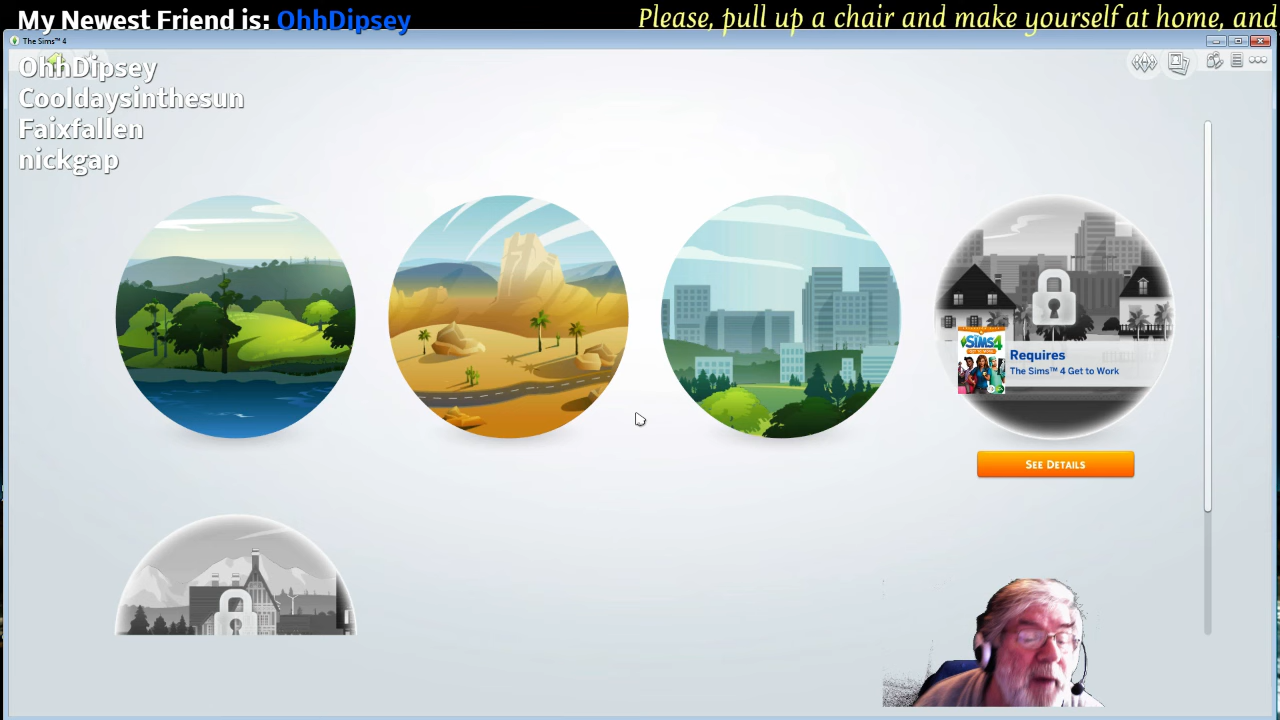 My Newest Friend is: OhhDipsey
Please, pull up a chair and make yourself at home, and
The Sims™ 4
OhhDipsey
Cooldaysinthesun
Faixfallen
nickgap
SiMS4
Requires
The Sims™ 4 Get to Work
See Details